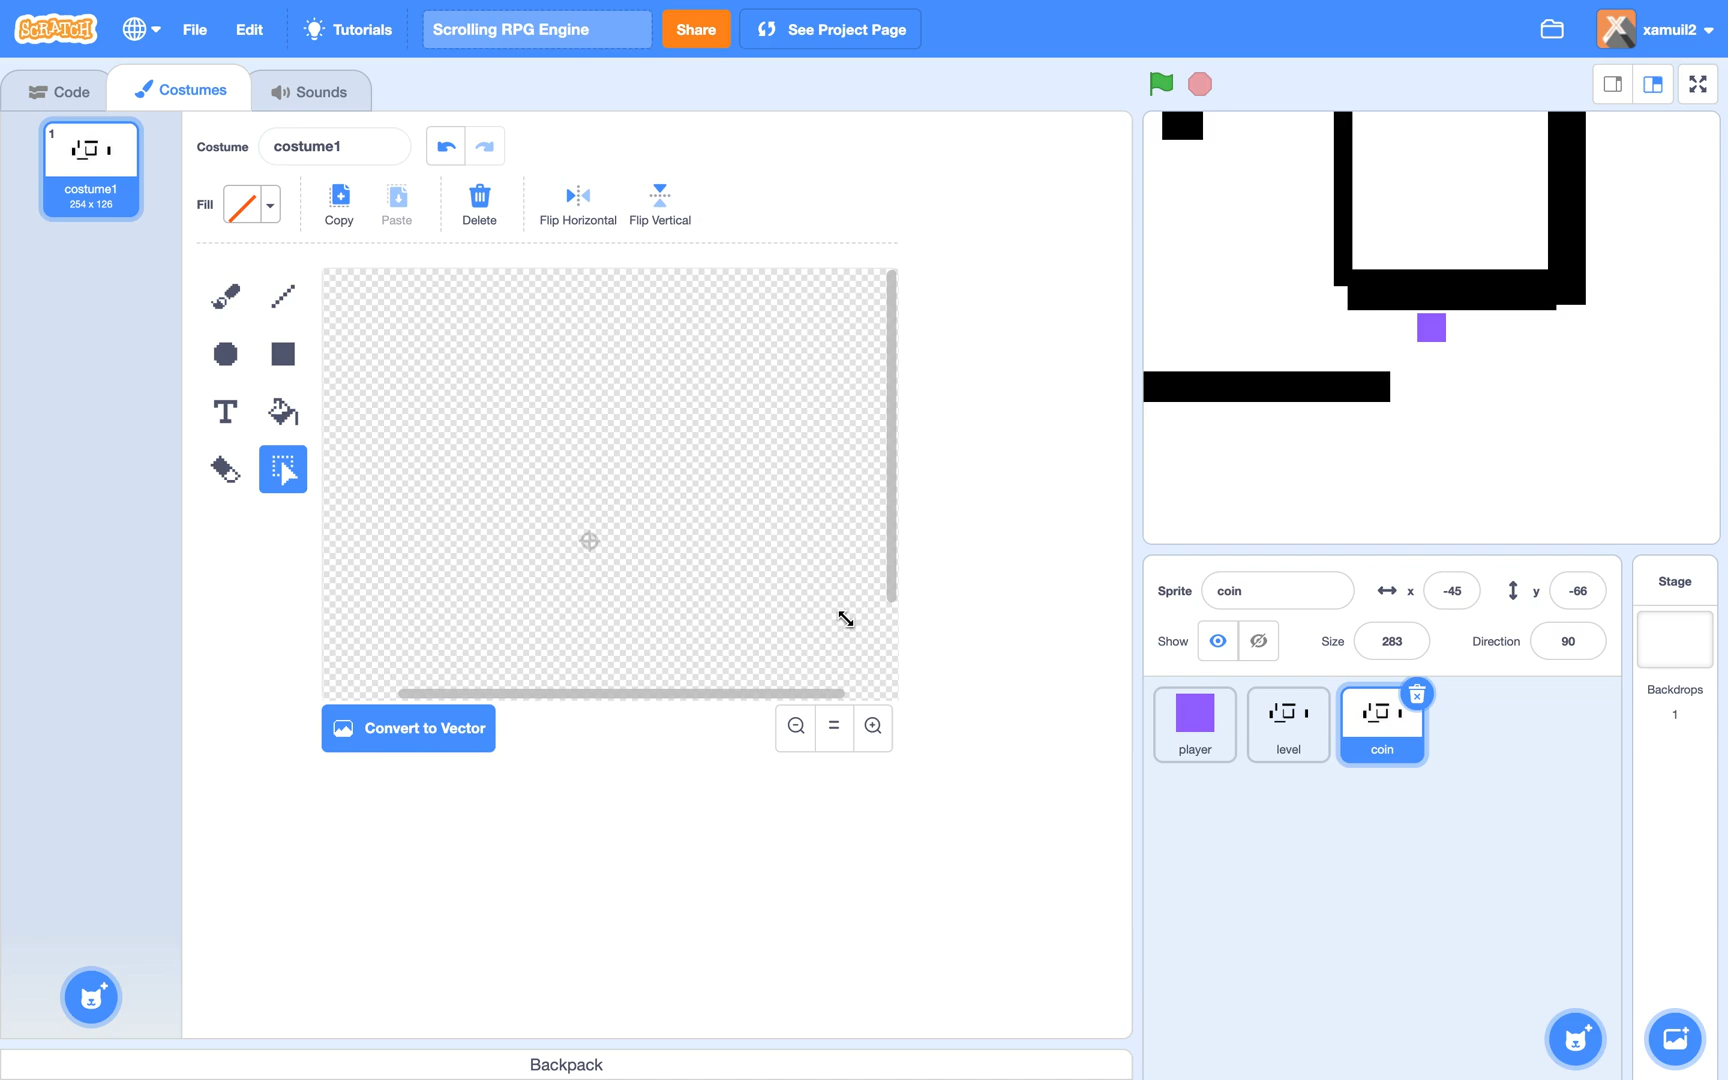 SCRATCH File Edit Tutorials Scrolling RPG Engine Share See Project Page xamuil2
Code Costumes Sounds
1
costume1
254 x 126
Costume costume1
Fill Copy Paste Delete Flip Horizontal Flip Vertical
T
Convert to Vector
Sprite coin x -45 y -66
Show Size 283 Direction 90
player level coin
Stage
Backdrops
1
Backpack